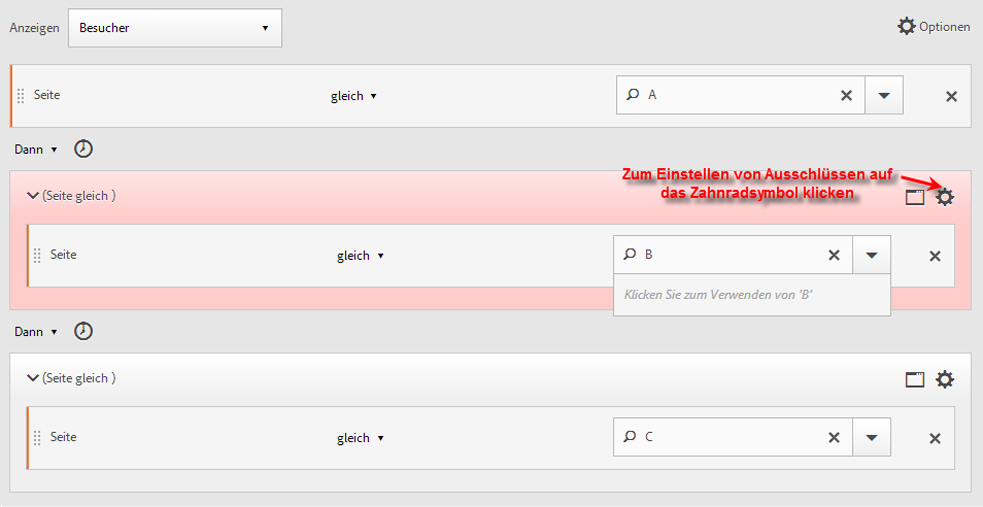 Anzeigen Besucher Optionen
Seite gleich A
Dann
Zum Einstellen von Ausschlüssen auf
das Zahnradsymbol klicken
(Seite gleich )
Seite gleich B
Klicken Sie zum Verwenden von 'B'
Dann
(Seite gleich )
Seite gleich C